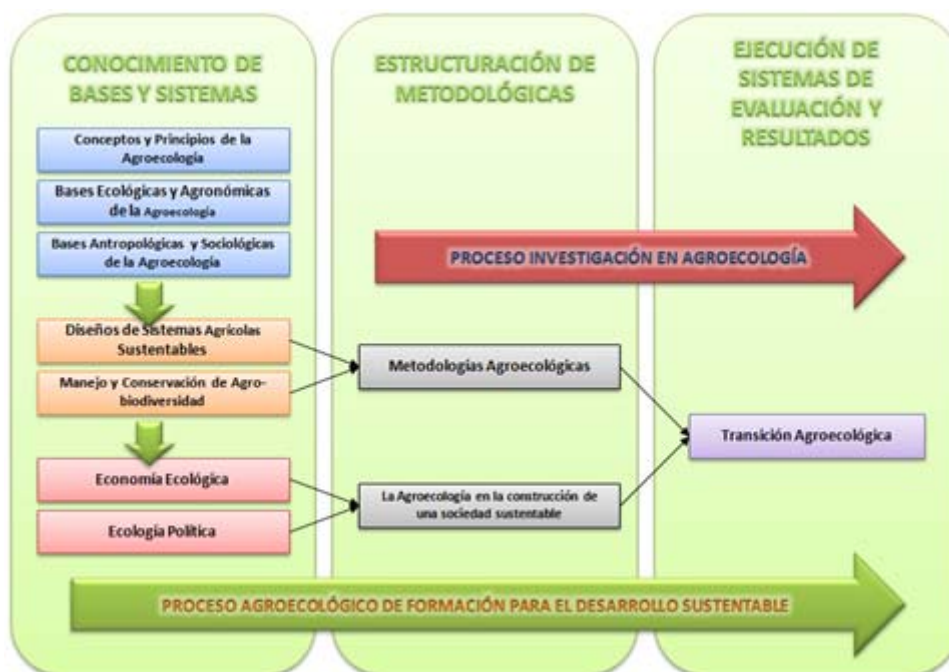 CONOCIMIENTO DE
BASES Y SISTEMAS
Conceptos y Principios de la
Agroecología
Bases Ecológicas y Agronómicas
de la Agroecología
Bases Antropológicas y Sociológicas
de la Agroecología
Diseños de Sistemas Agrícolas
Sustentables
Manejo y Conservación de Agro-
biodiversidad
Economía Ecológica
Ecología Política
ESTRUCTURACIÓN DE
METODOLÓGICAS
Metodologías Agroecológicas
La Agroecología en la construcción de
una sociedad sustentable
EJECUCIÓN DE
SISTEMAS DE
EVALUACIÓN Y
RESULTADOS
PROCESO INVESTIGACIÓN EN AGROECOLOGÍA
Transición Agroecológica
PROCESO AGROECOLÓGICO DE FORMACIÓN PARA EL DESARROLLO SUSTENTABLE